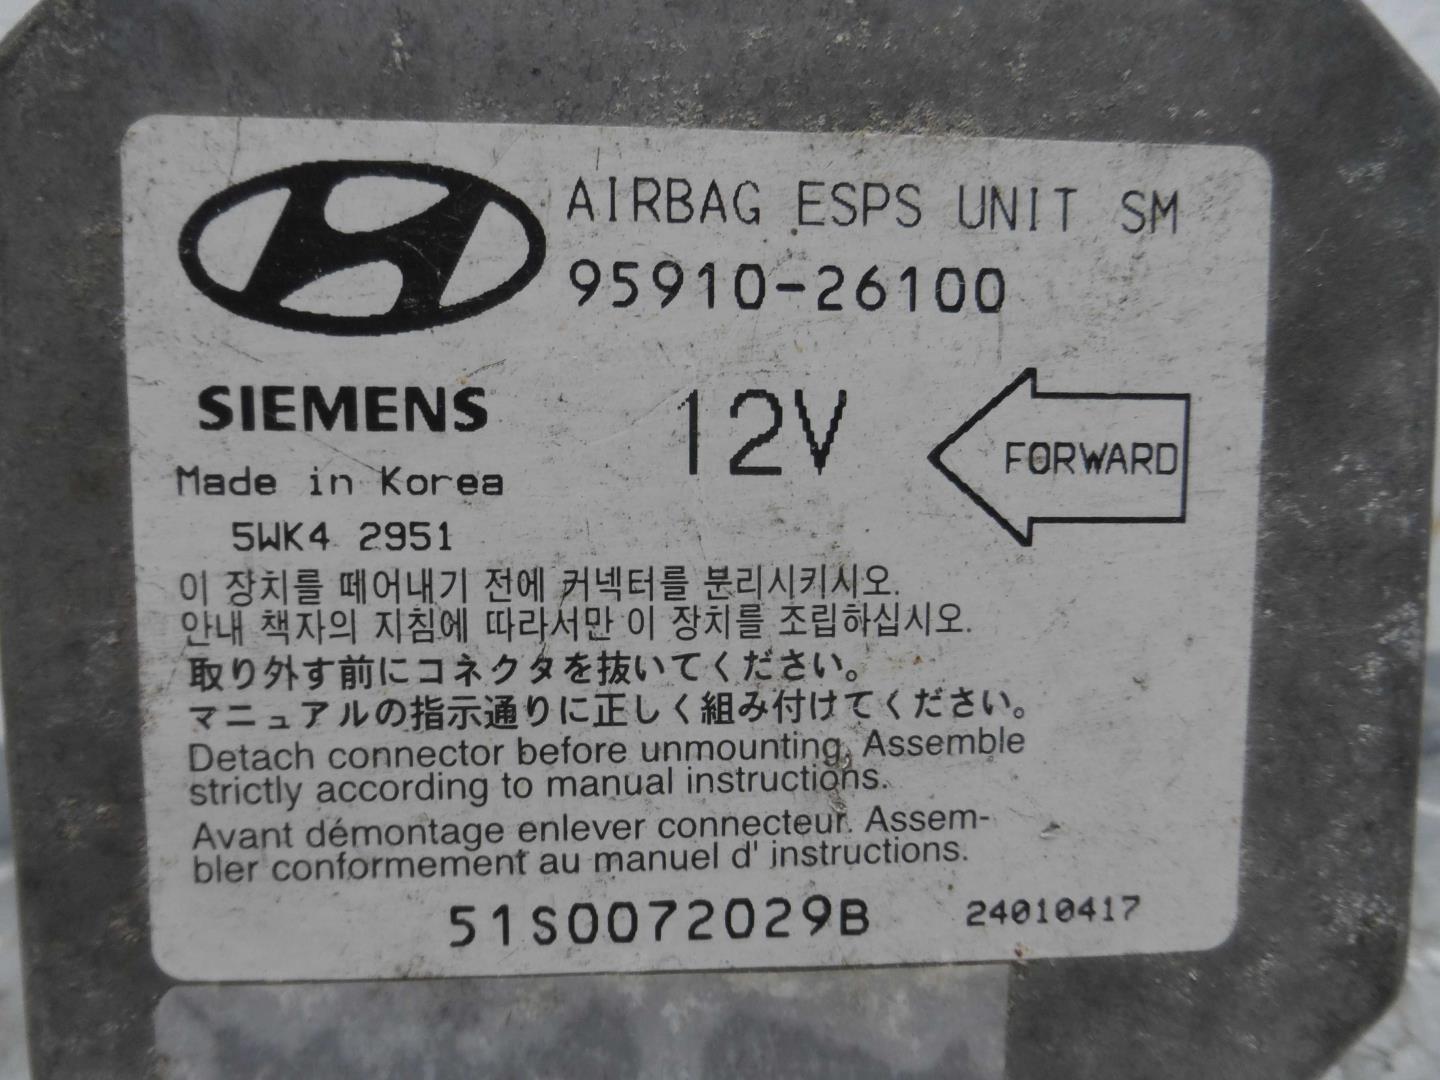 AIRBAG ESPS UNIT SM
95910-26100
SIEMENS
12V
FORWARD
Made in Korea
5WK4 2951
이 장치를 떼어내기 전에 커넥터를 분리시키시오.
안내 책자의 지침에 따라서만 이 장치를 조립하십시오.
取り外す前にコネクタを抜いてください。
マニュアルの指示通りに正しく組み付けてください。
Detach connector before unmounting. Assemble
strictly according to manual instructions.
Avant démontage enlever connecteur. Assem-
bler conformement au manuel d' instructions.
51S0072029B
24010417